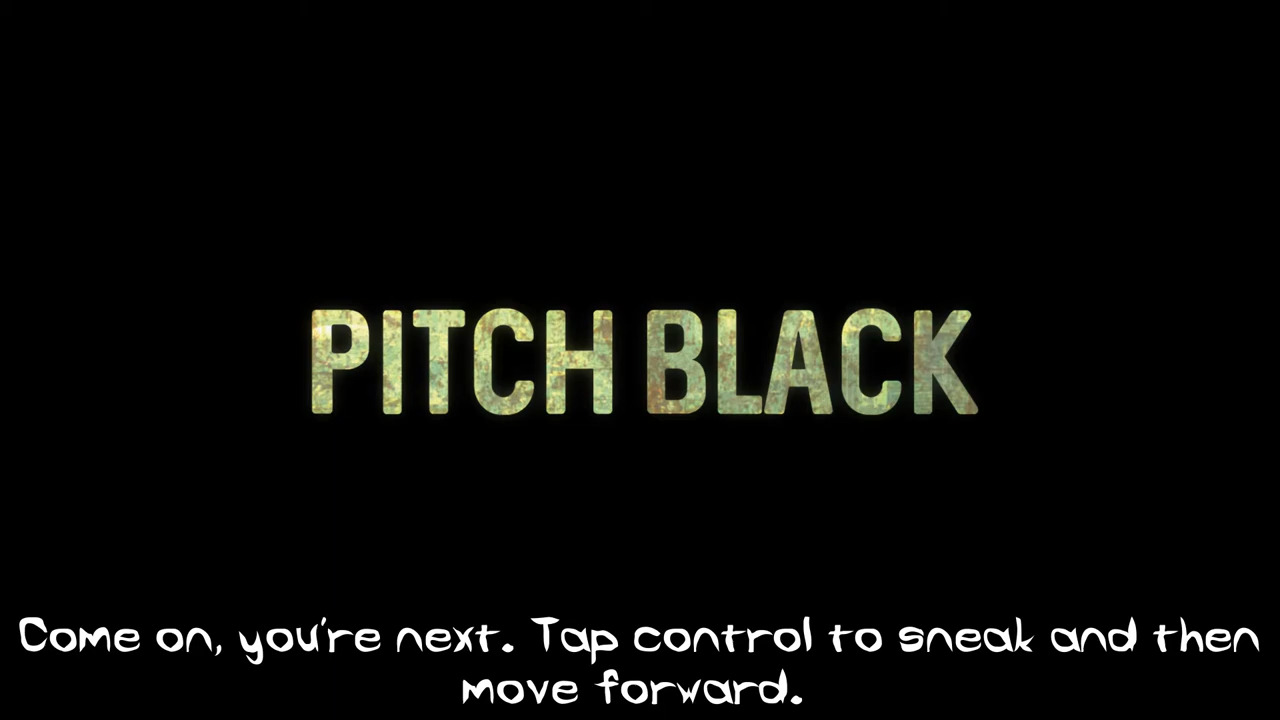 PITCH BLACK
Come on, you're next. Tap control to sneak and then
move forward.